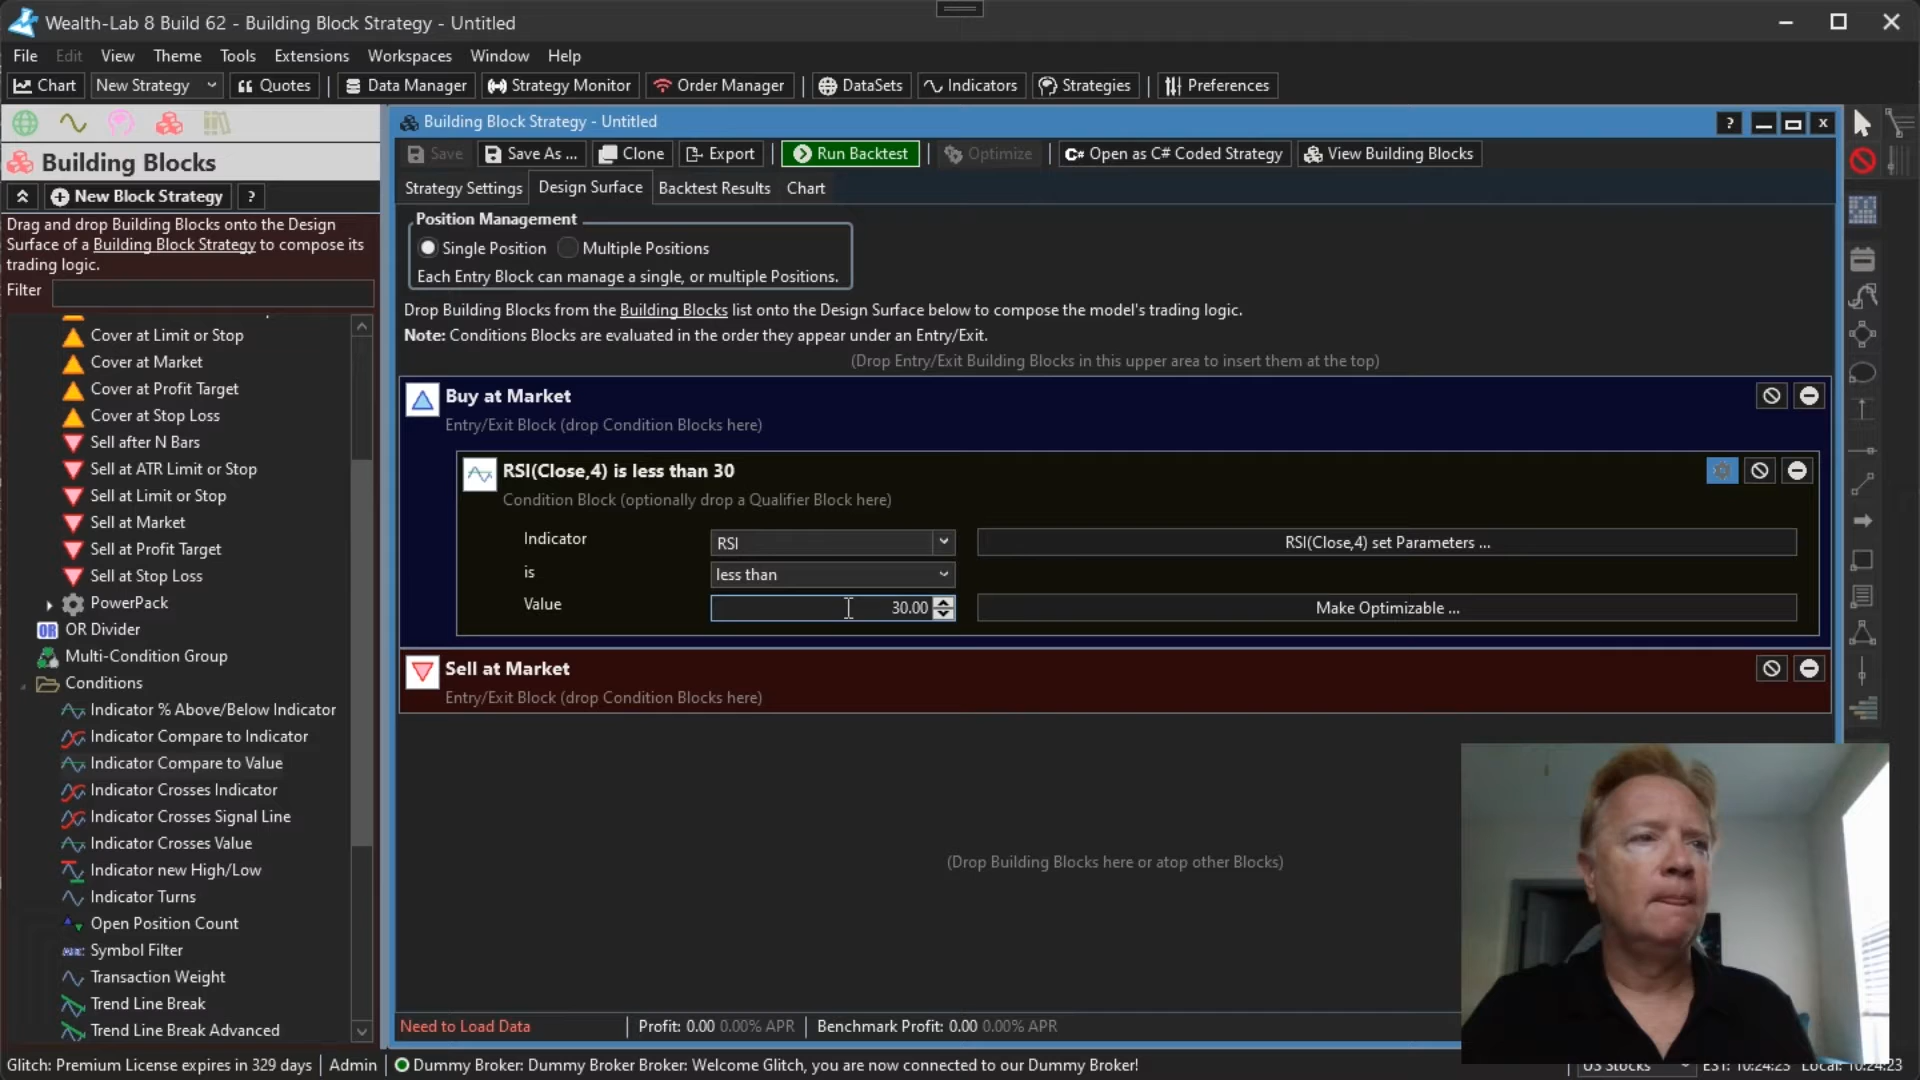 Wealth-Lab 8 Build 62 - Building Block Strategy - Untitled
File Edit View Theme Tools Extensions Workspaces Window Help
Chart New Strategy Quotes Data Manager Strategy Monitor Order Manager DataSets Indicators Strategies Preferences
Building Blocks
New Block Strategy ?
Drag and drop Building Blocks onto the Design
Surface of a Building Block Strategy to compose its
trading logic.
Filter
Cover at Limit or Stop
Cover at Market
Cover at Profit Target
Cover at Stop Loss
Sell after N Bars
Sell at ATR Limit or Stop
Sell at Limit or Stop
Sell at Market
Sell at Profit Target
Sell at Stop Loss
PowerPack
OR OR Divider
Multi-Condition Group
Conditions
Indicator % Above/Below Indicator
Indicator Compare to Indicator
Indicator Compare to Value
Indicator Crosses Indicator
Indicator Crosses Signal Line
Indicator Crosses Value
Indicator new High/Low
Indicator Turns
Open Position Count
Symbol Filter
Transaction Weight
Trend Line Break
Trend Line Break Advanced
Building Block Strategy - Untitled ? x
Save Save As ... Clone Export Run Backtest Optimize C# Open as C# Coded Strategy View Building Blocks
Strategy Settings Design Surface Backtest Results Chart
Position Management
Single Position Multiple Positions
Each Entry Block can manage a single, or multiple Positions.
Drop Building Blocks from the Building Blocks list onto the Design Surface below to compose the model's trading logic.
Note: Conditions Blocks are evaluated in the order they appear under an Entry/Exit.
(Drop Entry/Exit Building Blocks in this upper area to insert them at the top)
Buy at Market
Entry/Exit Block (drop Condition Blocks here)
RSI(Close,4) is less than 30
Condition Block (optionally drop a Qualifier Block here)
Indicator RSI RSI(Close,4) set Parameters ...
is less than
Value 30.00 Make Optimizable ...
Sell at Market
Entry/Exit Block (drop Condition Blocks here)
(Drop Building Blocks here or atop other Blocks)
Need to Load Data Profit: 0.00 0.00% APR Benchmark Profit: 0.00 0.00% APR
Glitch: Premium License expires in 329 days Admin Dummy Broker: Dummy Broker Broker: Welcome Glitch, you are now connected to our Dummy Broker! US Stocks EST: 10:24:23 Local: 10:24:23